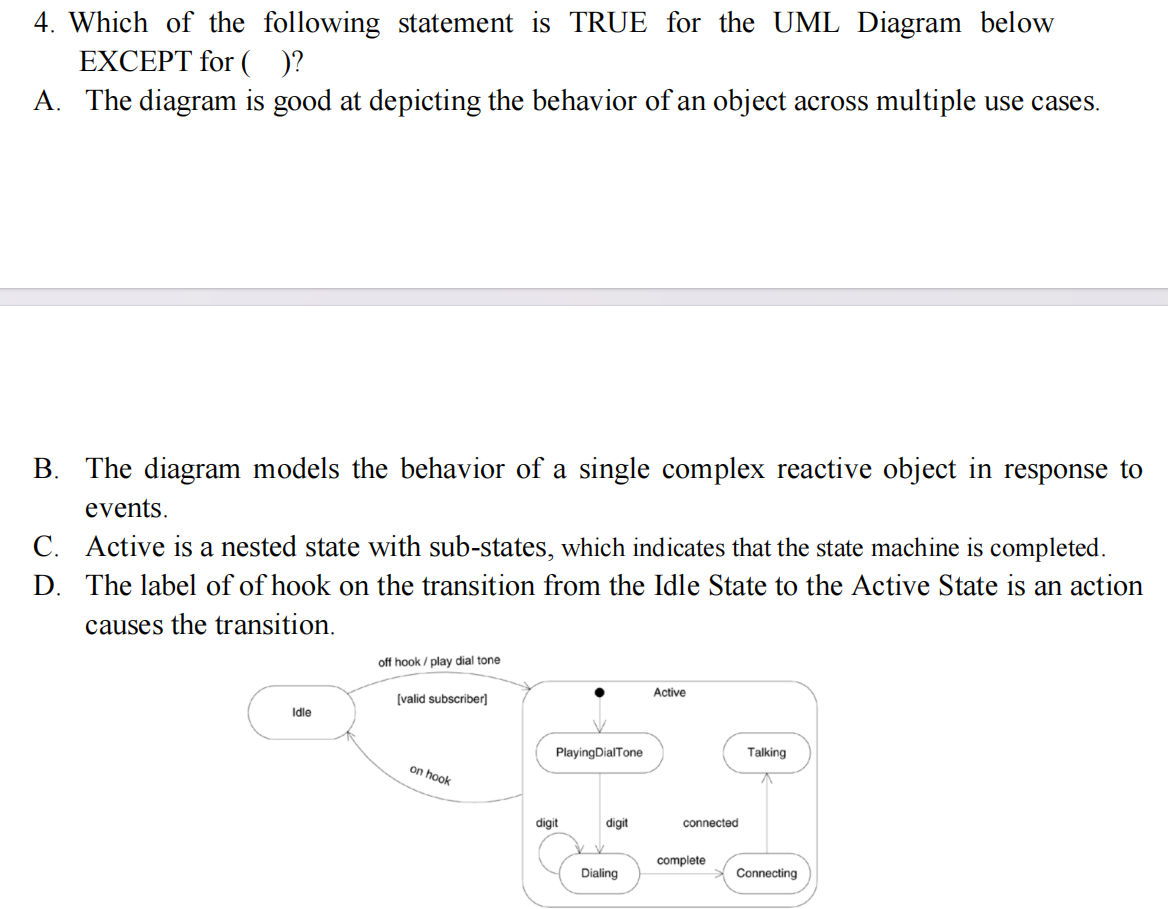 4. Which of the following statement is TRUE for the UML Diagram below
EXCEPT for (    )?
A. The diagram is good at depicting the behavior of an object across multiple use cases.
B. The diagram models the behavior of a single complex reactive object in response to
events.
C. Active is a nested state with sub-states, which indicates that the state machine is completed.
D. The label of of hook on the transition from the Idle State to the Active State is an action
causes the transition.
off hook / play dial tone
[valid subscriber]
Active
Idle
PlayingDialTone
Talking
on hook
digit
digit
connected
complete
Dialing
Connecting